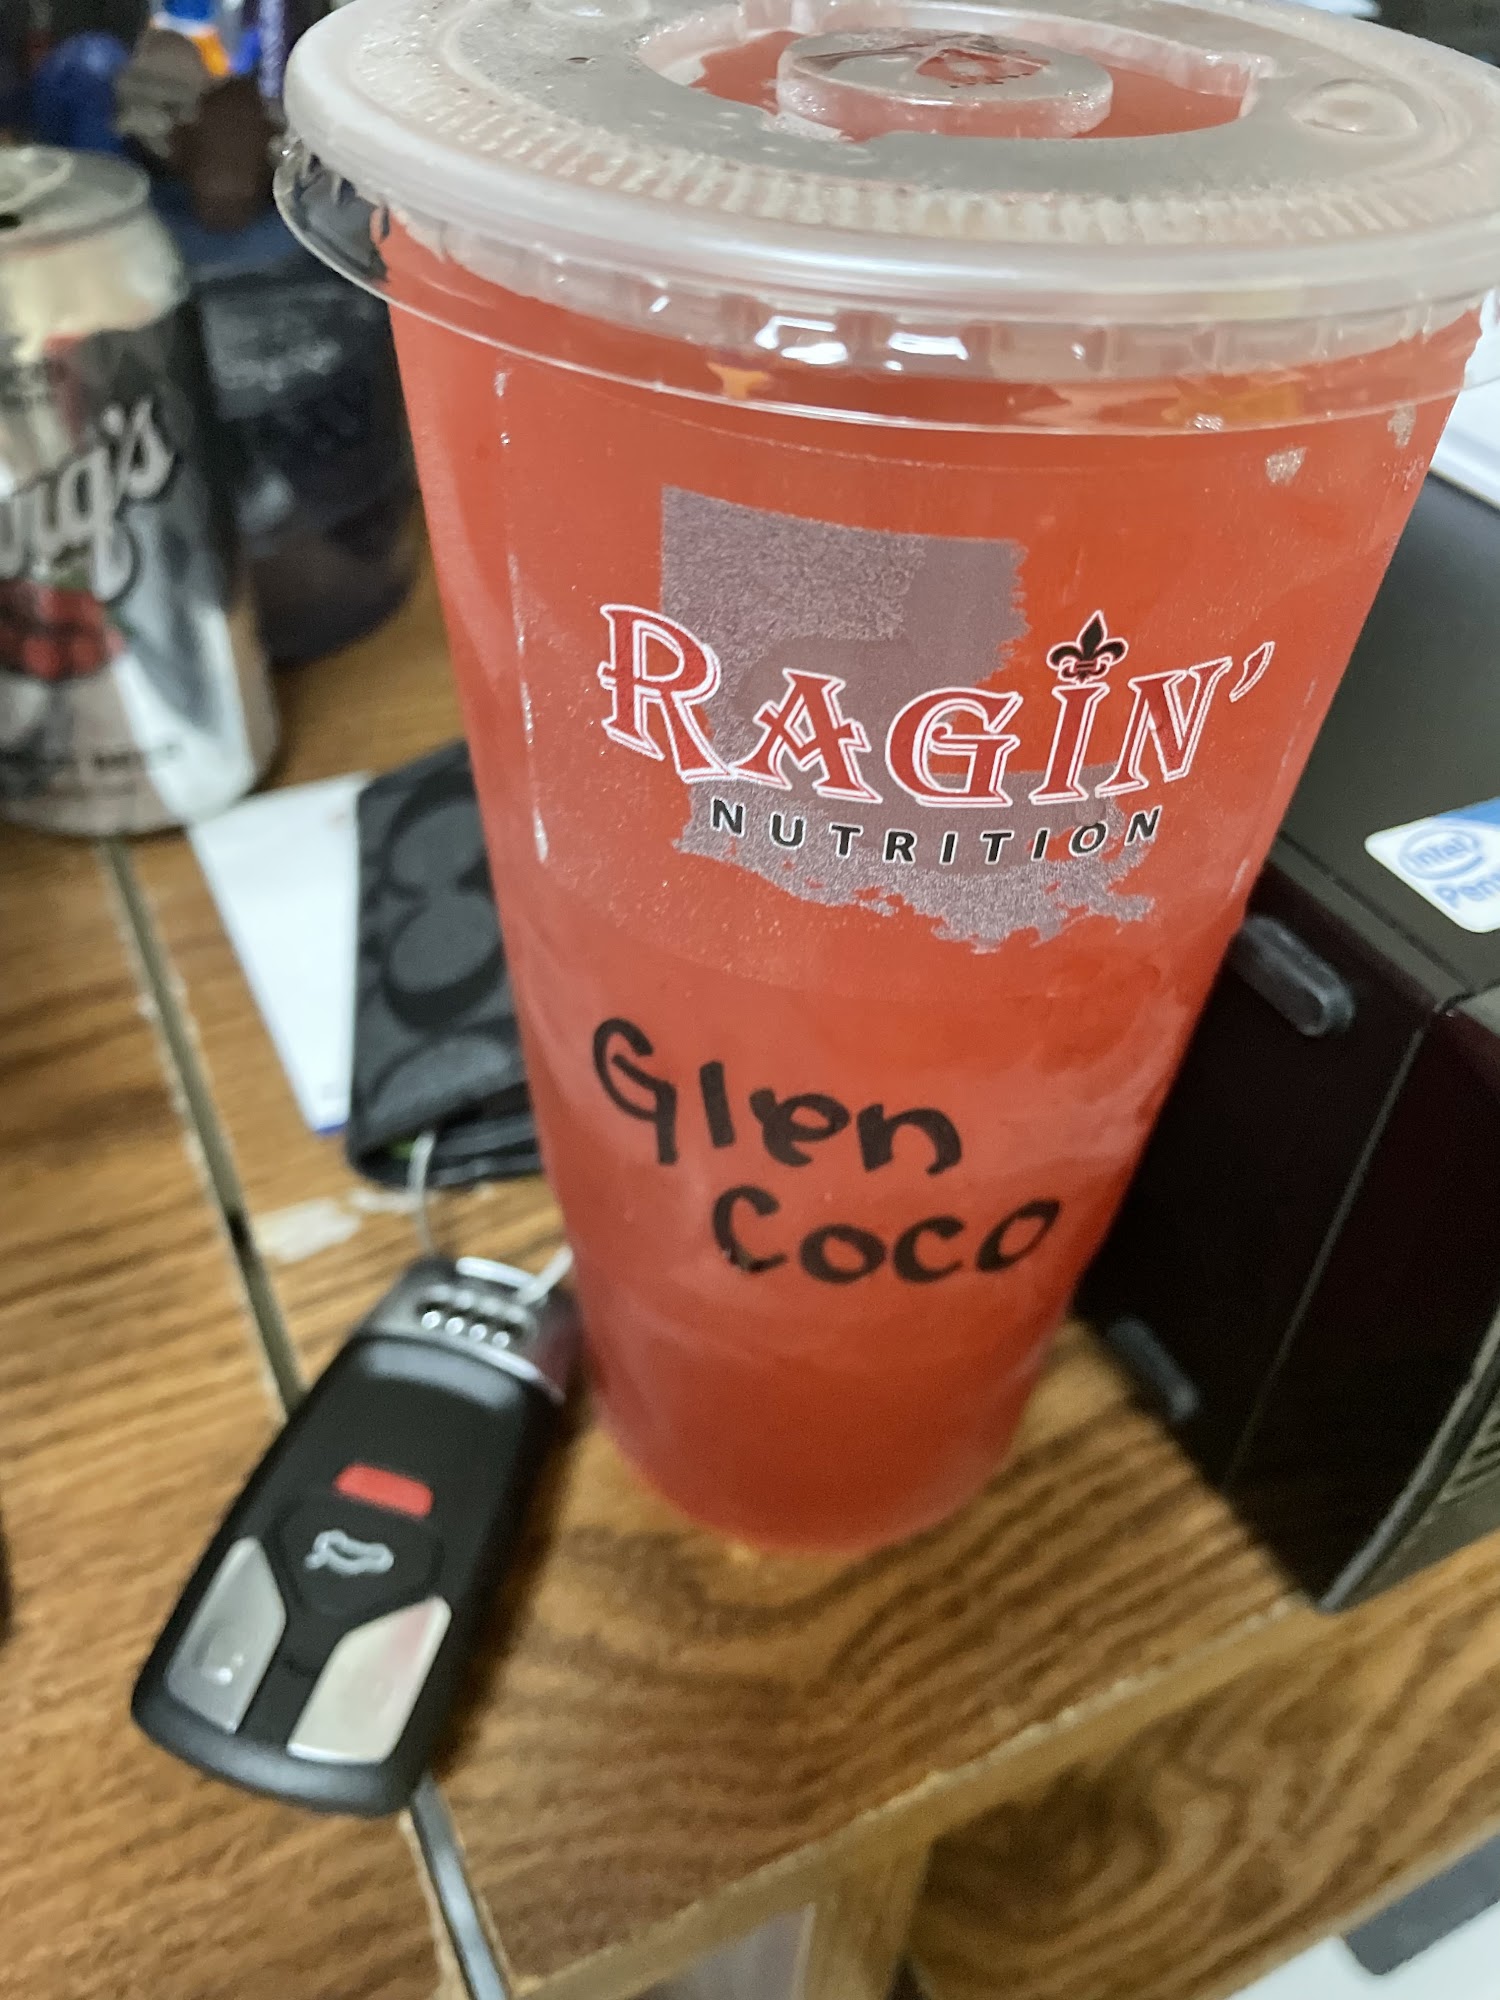 RAGIN'
NUTRITION
Glen
Coco
intel